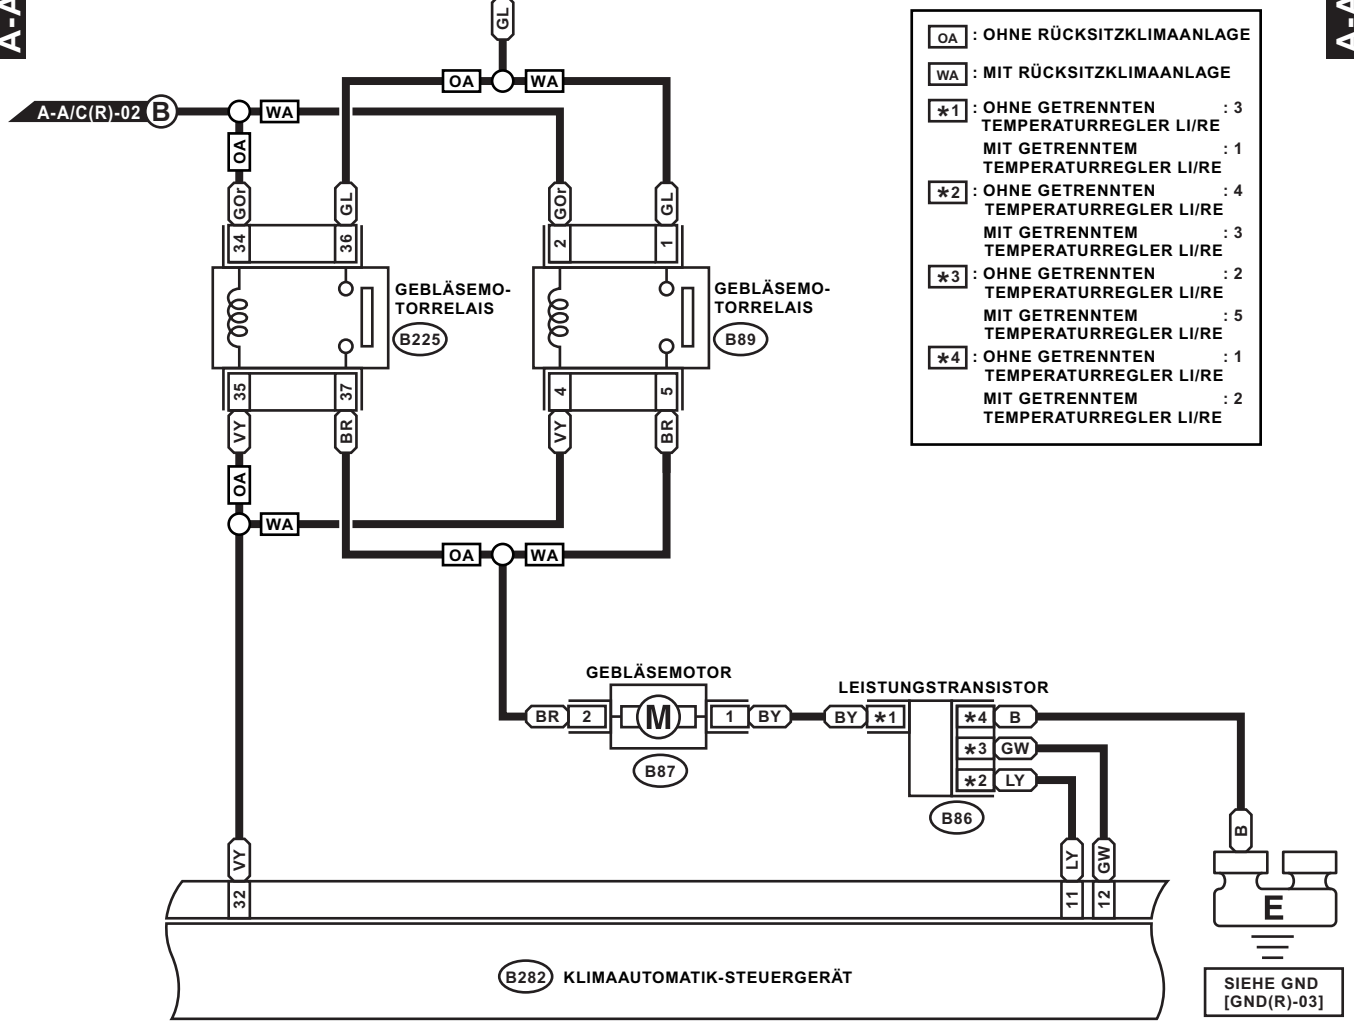 A-A
GL
A-A
OA
WA
A-A/C(R)-02 B
WA
OA
GOr
GL
GOr
GL
34
36
2
1
GEBLÄSEMO-
TORRELAIS
B225
GEBLÄSEMO-
TORRELAIS
B89
35
37
4
5
VY
BR
VY
BR
OA
WA
OA
WA
OA : OHNE RÜCKSITZKLIMAANLAGE
WA : MIT RÜCKSITZKLIMAANLAGE
*1 : OHNE GETRENNTEN : 3
TEMPERATURREGLER LI/RE
MIT GETRENNTEM : 1
TEMPERATURREGLER LI/RE
*2 : OHNE GETRENNTEN : 4
TEMPERATURREGLER LI/RE
MIT GETRENNTEM : 3
TEMPERATURREGLER LI/RE
*3 : OHNE GETRENNTEN : 2
TEMPERATURREGLER LI/RE
MIT GETRENNTEM : 5
TEMPERATURREGLER LI/RE
*4 : OHNE GETRENNTEN : 1
TEMPERATURREGLER LI/RE
MIT GETRENNTEM : 2
TEMPERATURREGLER LI/RE
GEBLÄSEMOTOR
BR 2 M 1 BY
B87
LEISTUNGSTRANSISTOR
BY *1
*4 B
*3 GW
*2 LY
B86
B
VY
LY
GW
32
11
12
E
B282 KLIMAAUTOMATIK-STEUERGERÄT
SIEHE GND
[GND(R)-03]